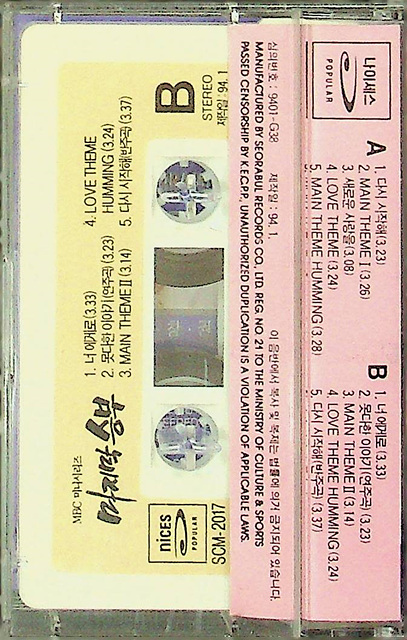 나이세스
POPULAR
A
1. 다시 시작해(3.23)
2. MAIN THEME I (3.26)
3. 새로운 사랑을(3.08)
4. LOVE THEME(3.24)
5. MAIN THEME HUMMING(3.28)
B
1. 너 에게로(3.33)
2. 못다한 이야기(연주곡)(3.23)
3. MAIN THEME II(3.14)
4. LOVE THEME HUMMING(3.24)
5. 다시 시작해(반주곡)(3.37)
이 음반에서 복사 및 복제는 법률에 의거 금지되어 있습니다.
심의번호 : 9401-G38 제작일 : 94.1.
MANUFACTURED BY SEORABUL RECORDS CO., LTD. REG. NO. 21 TO THE MINISTRY OF CULTURE & SPORTS
PASSED CENSORSHIP BY K.E.C.P.P., UNAUTHORIZED DUPLICATION IS A VIOLATION OF APPLICABLE LAWS.
B
STEREO
제작일 : 94.1
nices
POPULAR
SCM-2017
1. 너 에게로(3.33)
2. 못다한 이야기(연주곡)(3.23)
3. MAIN THEME II (3.14)
4. LOVE THEME
HUMMING (3.24)
5. 다시 시작해(반주곡)(3.37)
MBC 미니시리즈
마지막 승부